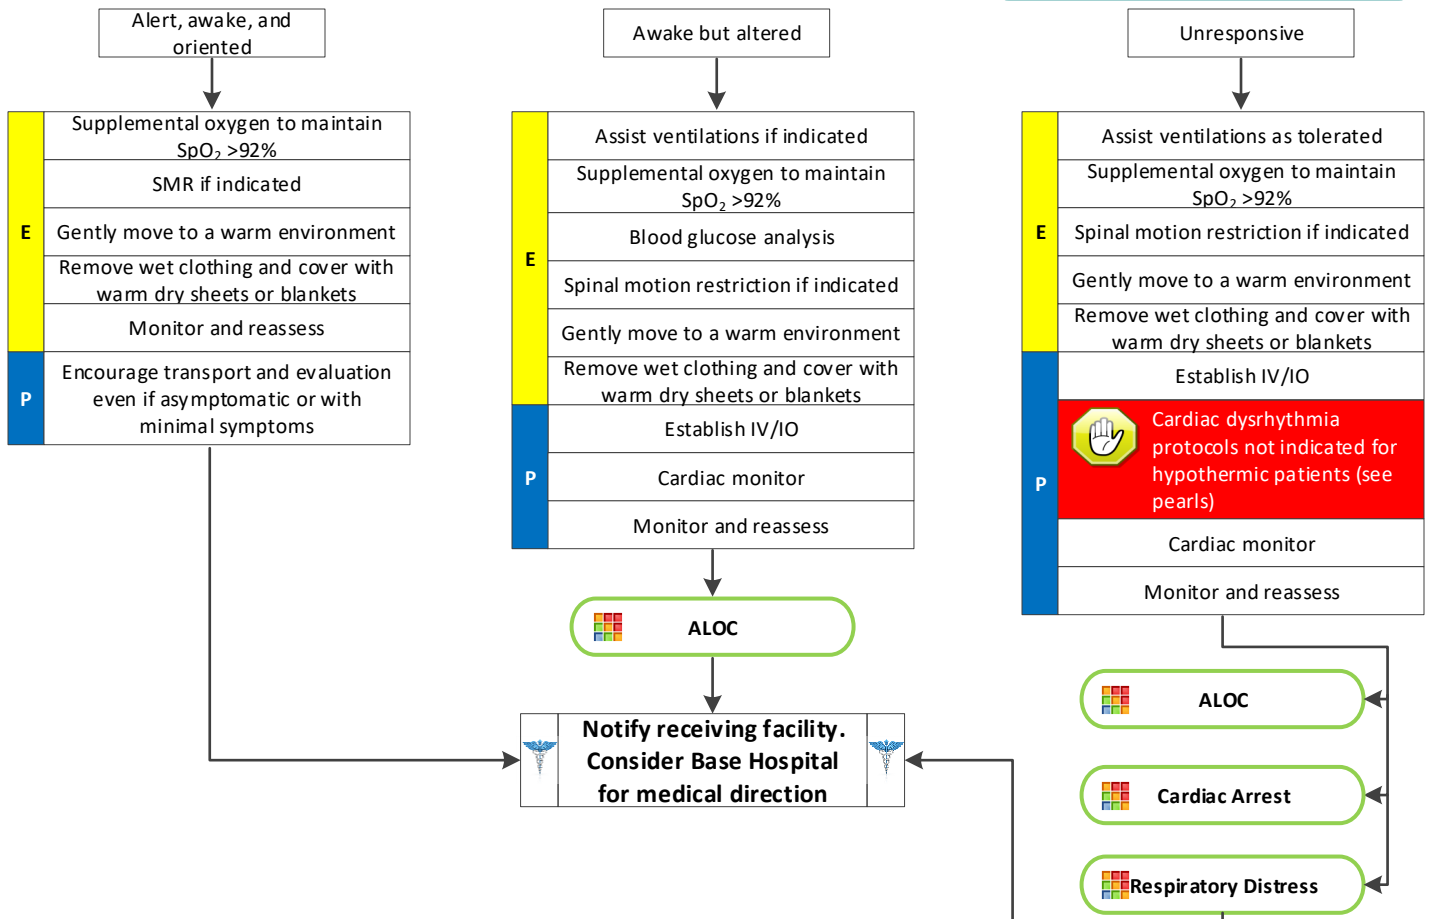 Alert, awake, and
oriented
Supplemental oxygen to maintain
SpO₂ >92%
SMR if indicated
E
Gently move to a warm environment
Remove wet clothing and cover with
warm dry sheets or blankets
Monitor and reassess
P
Encourage transport and evaluation
even if asymptomatic or with
minimal symptoms
Awake but altered
Assist ventilations if indicated
Supplemental oxygen to maintain
SpO₂ >92%
Blood glucose analysis
E
Spinal motion restriction if indicated
Gently move to a warm environment
Remove wet clothing and cover with
warm dry sheets or blankets
Establish IV/IO
P
Cardiac monitor
Monitor and reassess
ALOC
Notify receiving facility.
Consider Base Hospital
for medical direction
Unresponsive
Assist ventilations as tolerated
Supplemental oxygen to maintain
SpO₂ >92%
E
Spinal motion restriction if indicated
Gently move to a warm environment
Remove wet clothing and cover with
warm dry sheets or blankets
Establish IV/IO
Cardiac dysrhythmia
protocols not indicated for
hypothermic patients (see
pearls)
P
Cardiac monitor
Monitor and reassess
ALOC
Cardiac Arrest
Respiratory Distress